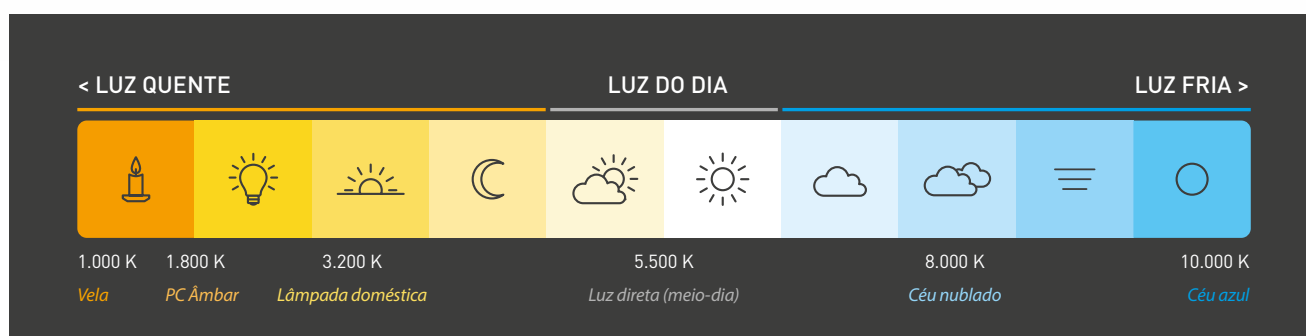 < LUZ QUENTE LUZ DO DIA LUZ FRIA >
1.000 K 1.800 K 3.200 K 5.500 K 8.000 K 10.000 K
Vela PC Âmbar Lâmpada doméstica Luz direta (meio-dia) Céu nublado Céu azul